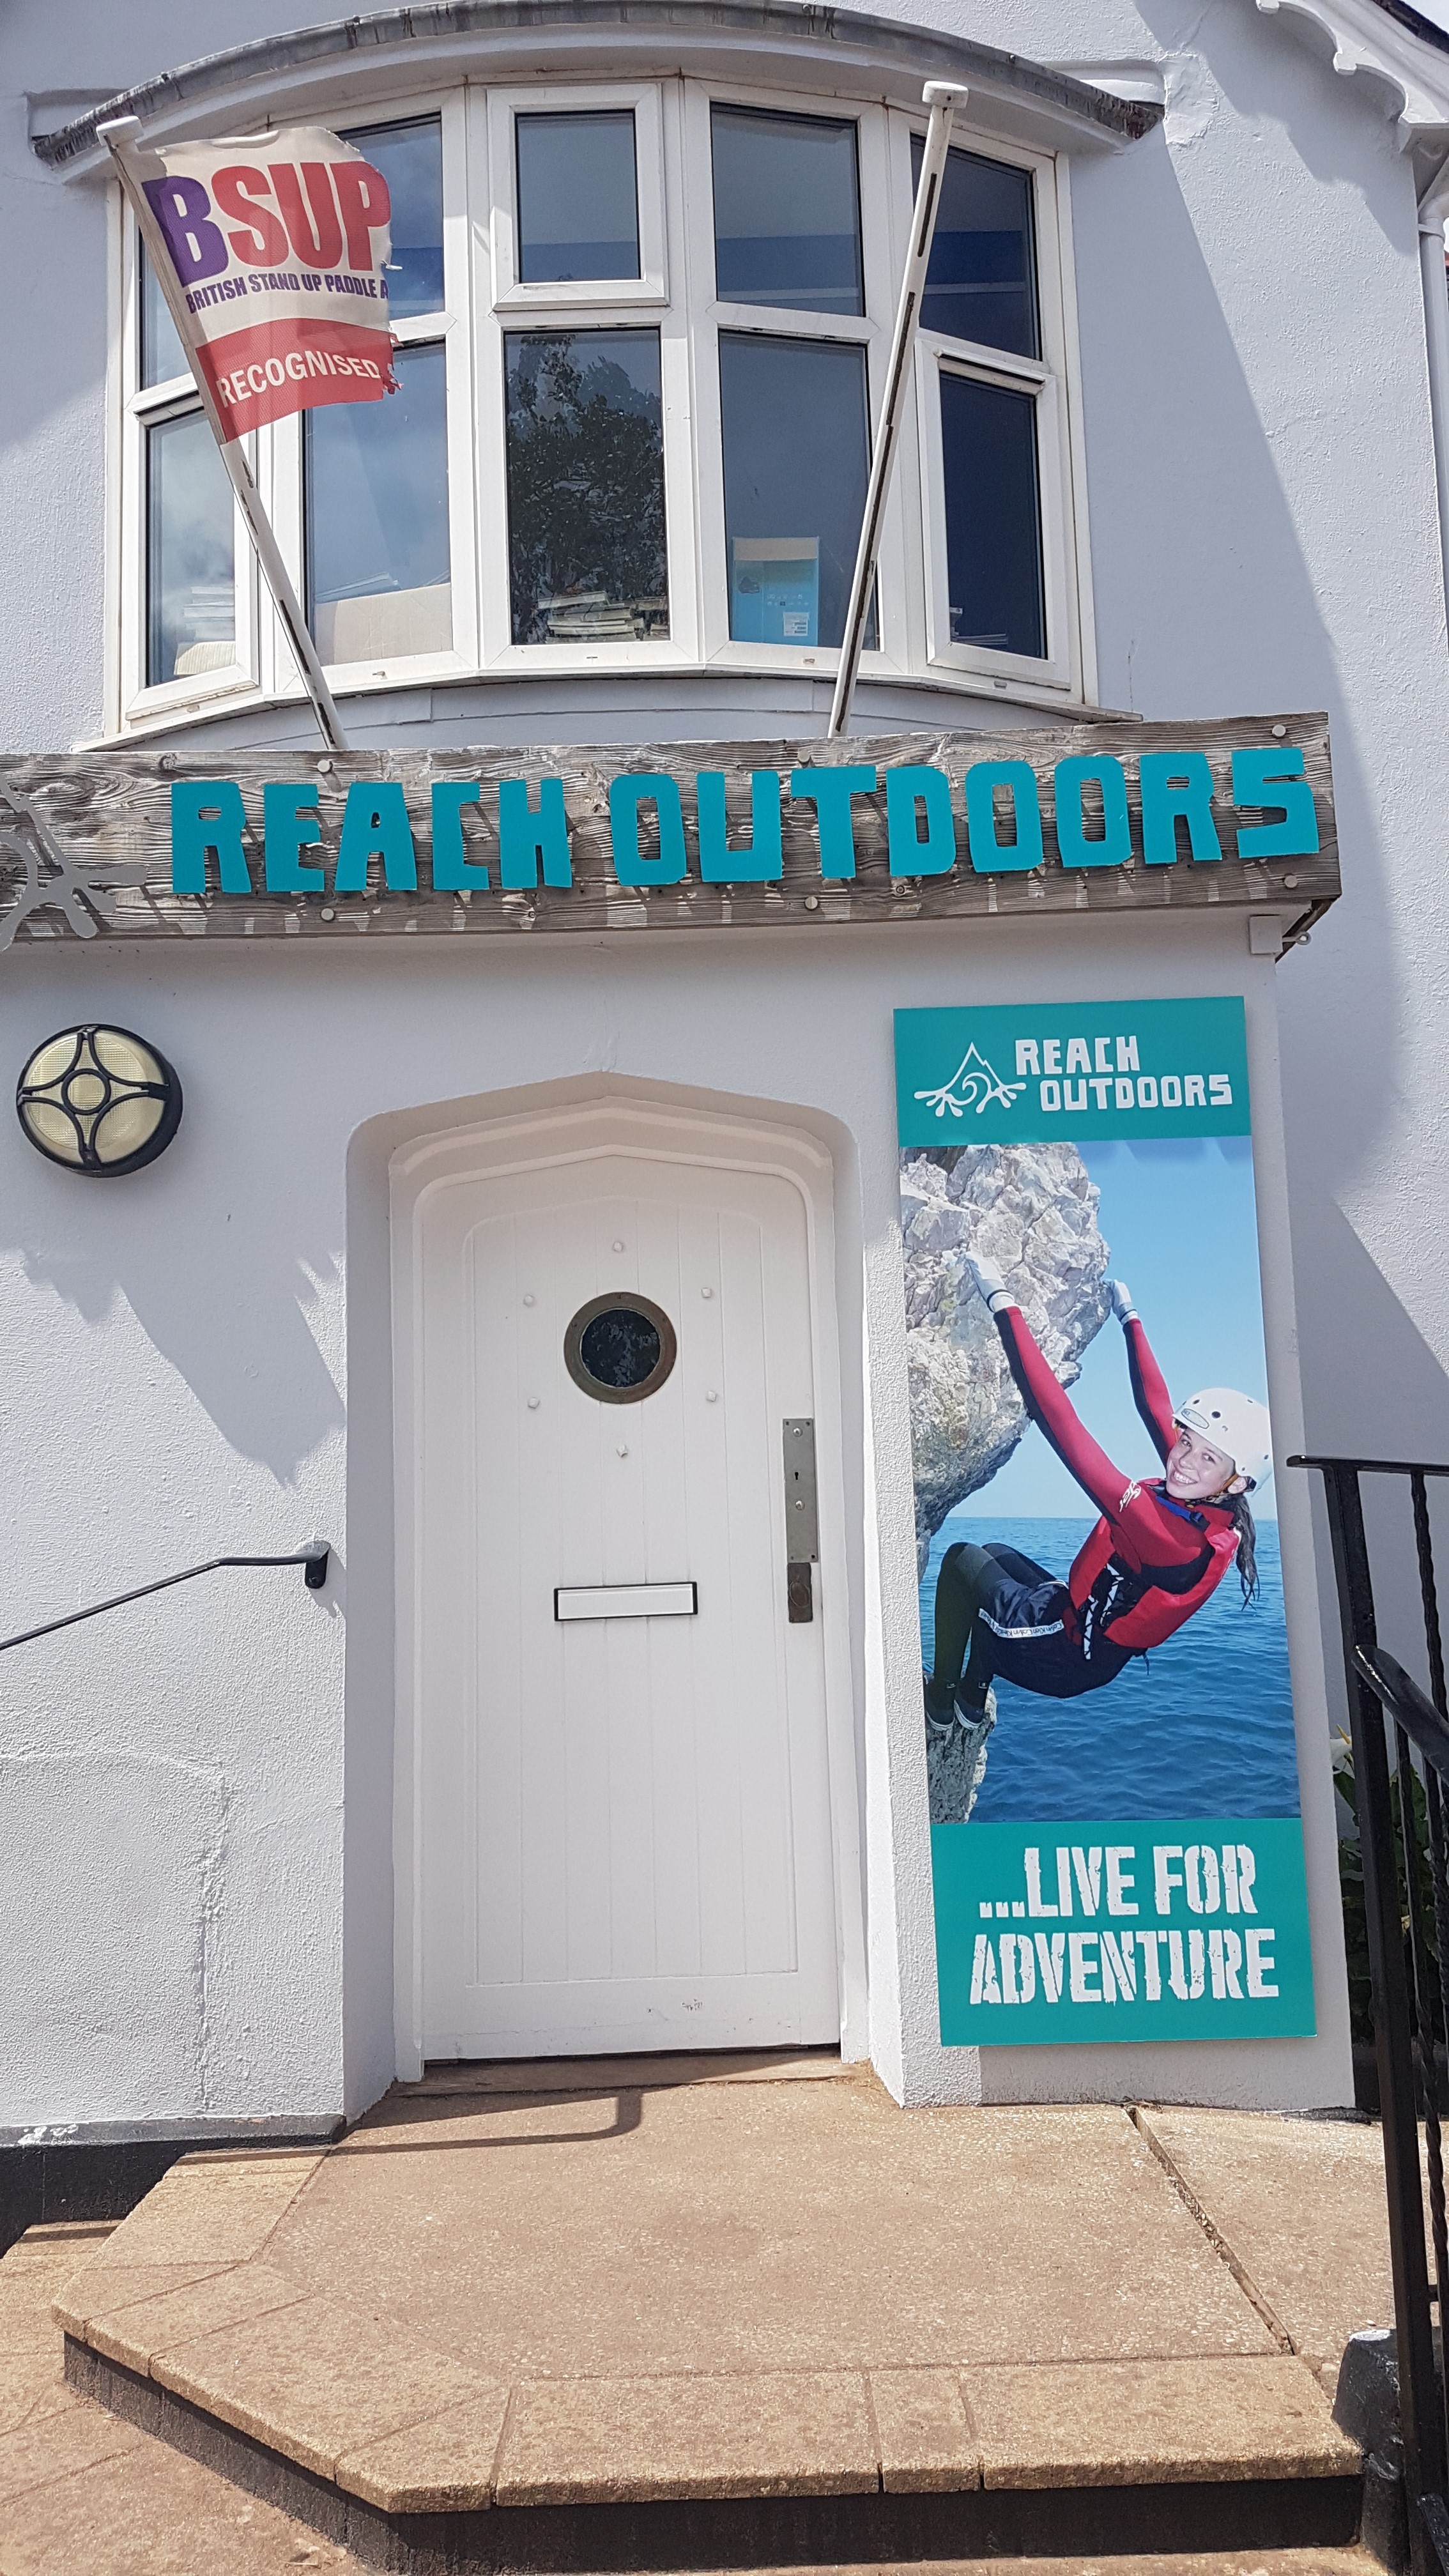 BSUP
BRITISH STAND UP PADDLE A
RECOGNISED
REACH OUTDOORS
REACH
OUTDOORS
...LIVE FOR
ADVENTURE